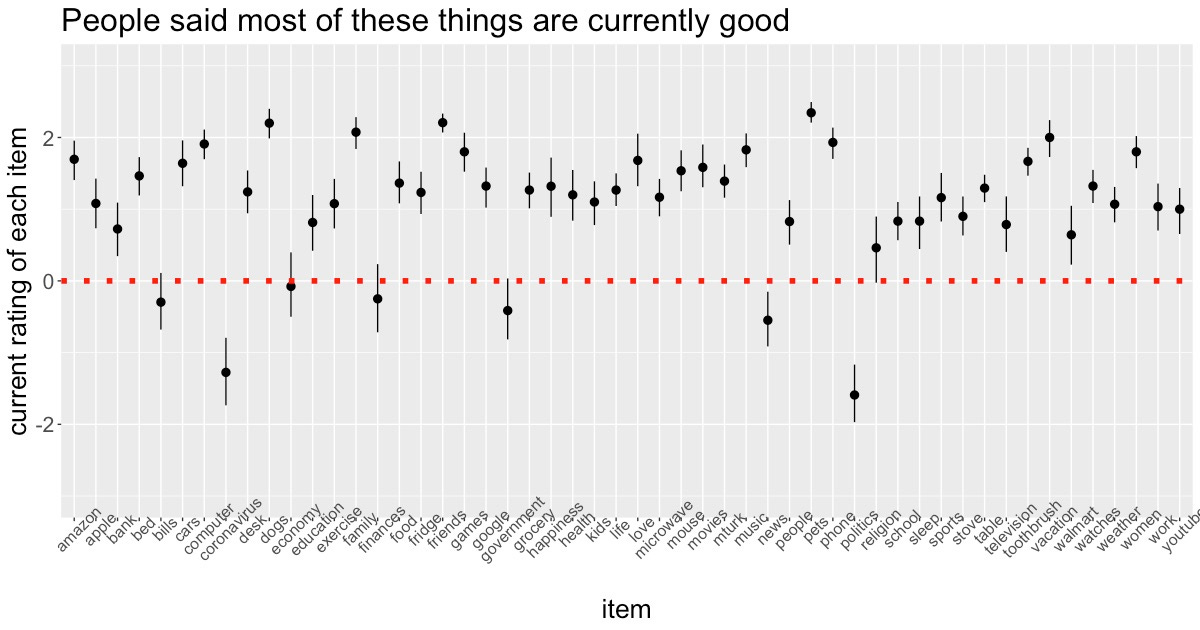 People said most of these things are currently good
current rating of each item
2
0
-2
amazon
apple
bank
bed
bills
cars
computer
coronavirus
desk
dogs
economy
education
exercise
family
finances
food
fridge
friends
games
google
government
grocery
happiness
health
kids
life
love
microwave
mouse
movies
mturk
music
news
people
pets
phone
politics
religion
school
sleep
sports
stove
table
television
toothbrush
vacation
walmart
watches
weather
women
work
youtub
item